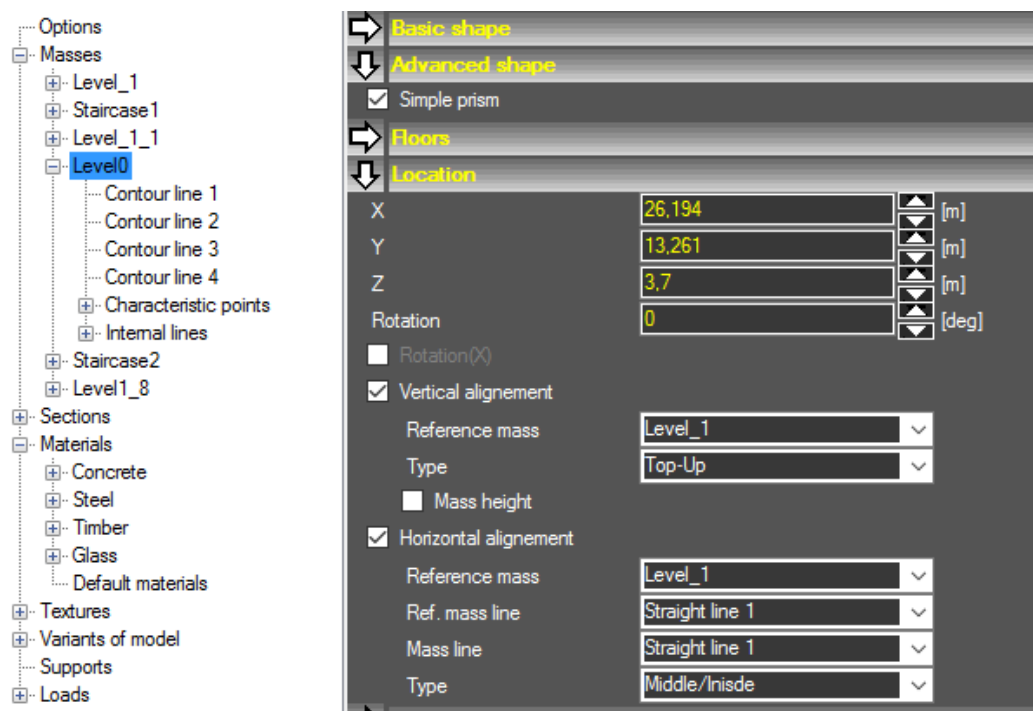 Options
Masses
Level_1
Staircase1
Level_1_1
Level0
Contour line 1
Contour line 2
Contour line 3
Contour line 4
Characteristic points
Internal lines
Staircase2
Level1_8
Sections
Materials
Concrete
Steel
Timber
Glass
Default materials
Textures
Variants of model
Supports
Loads
Basic shape
Advanced shape
Simple prism
Floors
Location
X 26,194 [m]
Y 13,261 [m]
Z 3,7 [m]
Rotation 0 [deg]
Rotation(X)
Vertical alignement
Reference mass Level_1
Type Top-Up
Mass height
Horizontal alignement
Reference mass Level_1
Ref. mass line Straight line 1
Mass line Straight line 1
Type Middle/Inisde